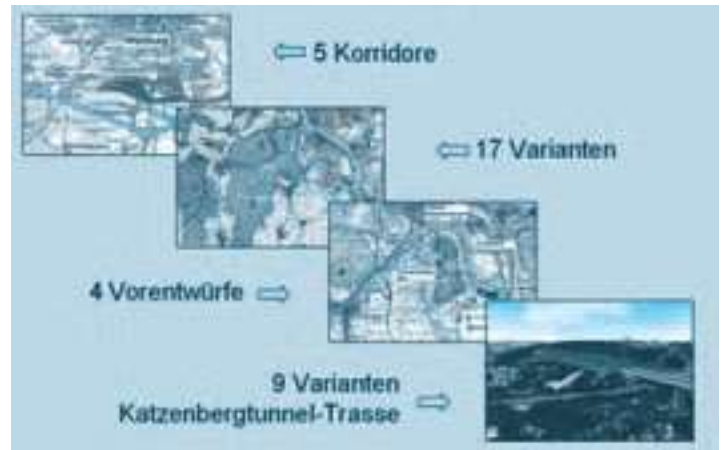 5 Korridore
17 Varianten
4 Vorentwürfe
9 Varianten
Katzenbergtunnel-Trasse